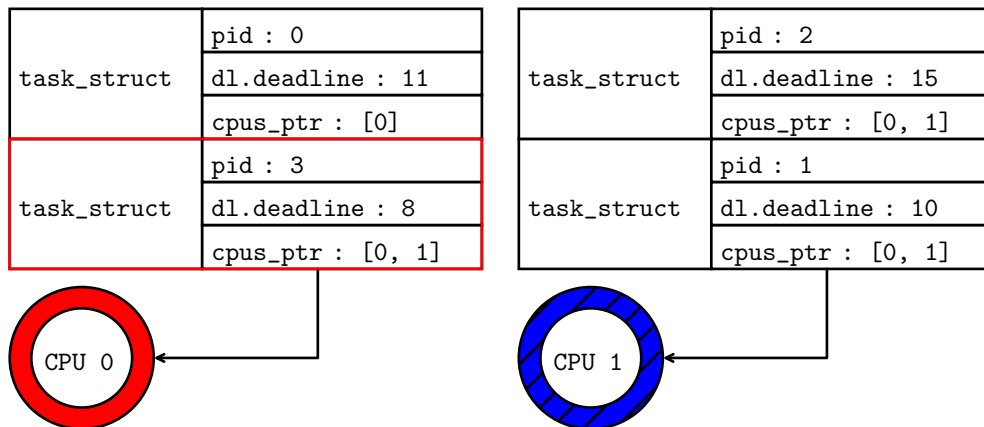 pid : 0
task_struct
dl.deadline : 11
cpus_ptr : [0]
pid : 3
task_struct
dl.deadline : 8
cpus_ptr : [0, 1]
CPU 0
pid : 2
task_struct
dl.deadline : 15
cpus_ptr : [0, 1]
pid : 1
task_struct
dl.deadline : 10
cpus_ptr : [0, 1]
CPU 1